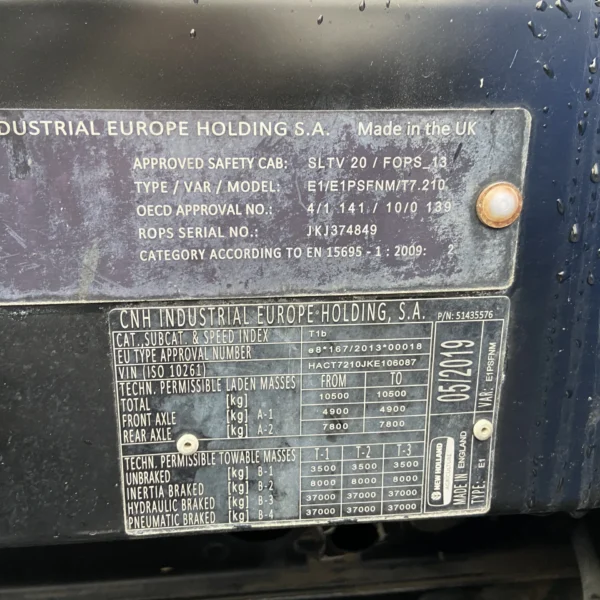 DUSTRIAL EUROPE HOLDING S.A. Made in the UK
APPROVED SAFETY CAB: SLTV 20 / FOPS_13
TYPE / VAR / MODEL: E1/E1PSFNM/T7.210
OECD APPROVAL NO.: 4/1 141 / 10/0 139
ROPS SERIAL NO.: JKJ374849
CATEGORY ACCORDING TO EN 15695 - 1 : 2009: 2
CNH INDUSTRIAL EUROPE HOLDING, S.A. P/N: 51435576
CAT.,SUBCAT. & SPEED INDEX T1b
EU TYPE APPROVAL NUMBER e8*167/2013*00018
VIN (ISO 10261) HACT7210JKE106087
TECHN. PERMISSIBLE LADEN MASSES FROM TO
TOTAL [kg] 10500 10500
FRONT AXLE [kg] A-1 4900 4900
REAR AXLE [kg] A-2 7800 7800
TECHN. PERMISSIBLE TOWABLE MASSES T-1 T-2 T-3
UNBRAKED [kg] B-1 3500 3500 3500
INERTIA BRAKED [kg] B-2 8000 8000 8000
HYDRAULIC BRAKED [kg] B-3 37000 37000 37000
PNEUMATIC BRAKED [kg] B-4 37000 37000 37000
05/2019
VAR: E1PSFNM
NEW HOLLAND
MADE IN ENGLAND
TYPE: E1